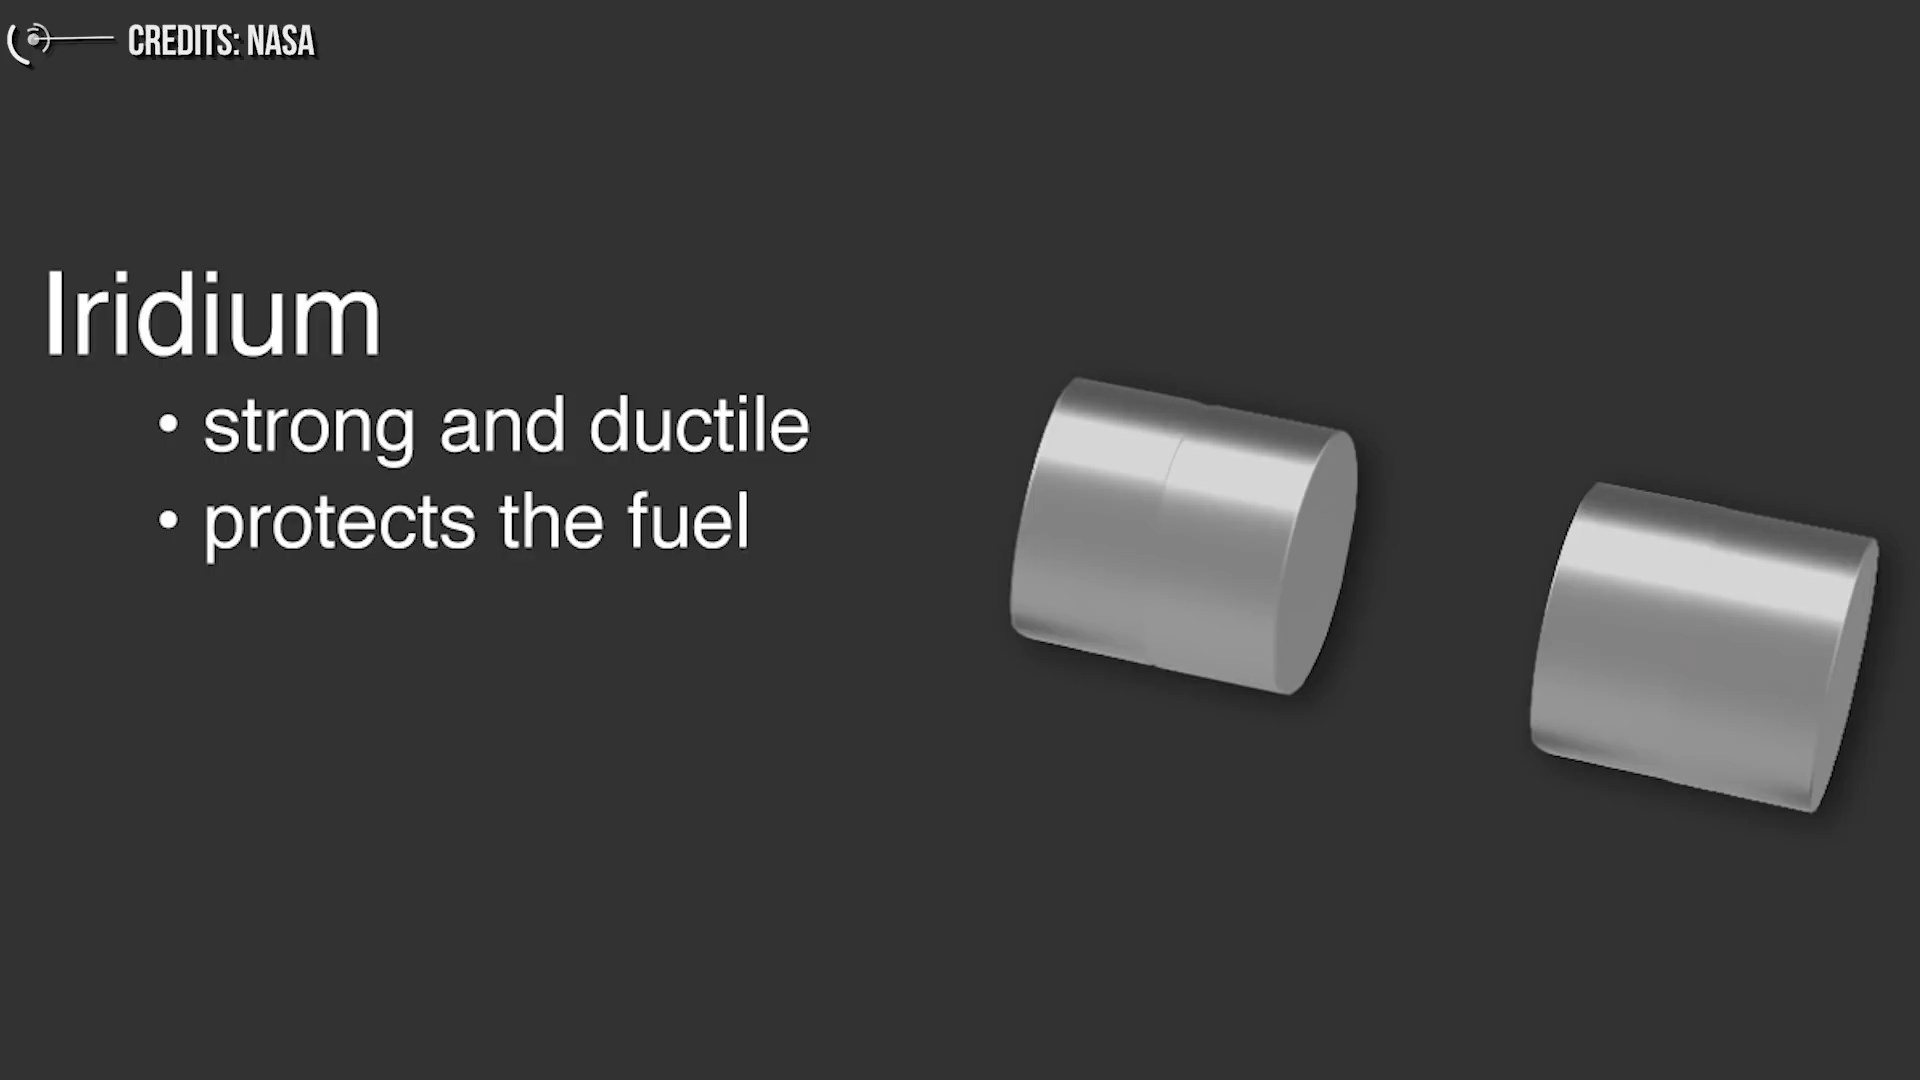 CREDITS: NASA
Iridium
• strong and ductile
• protects the fuel